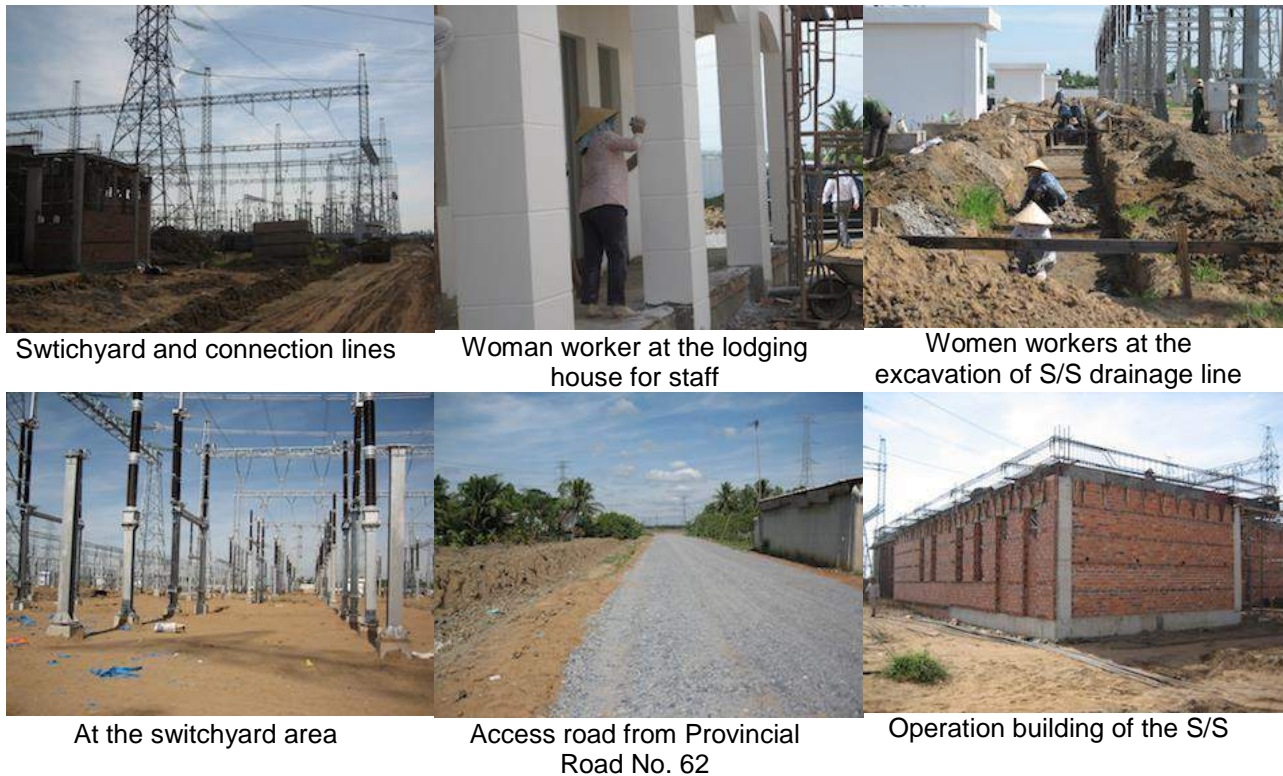 Swtichyard and connection lines
Woman worker at the lodging
house for staff
Women workers at the
excavation of S/S drainage line
At the switchyard area
Access road from Provincial
Road No. 62
Operation building of the S/S